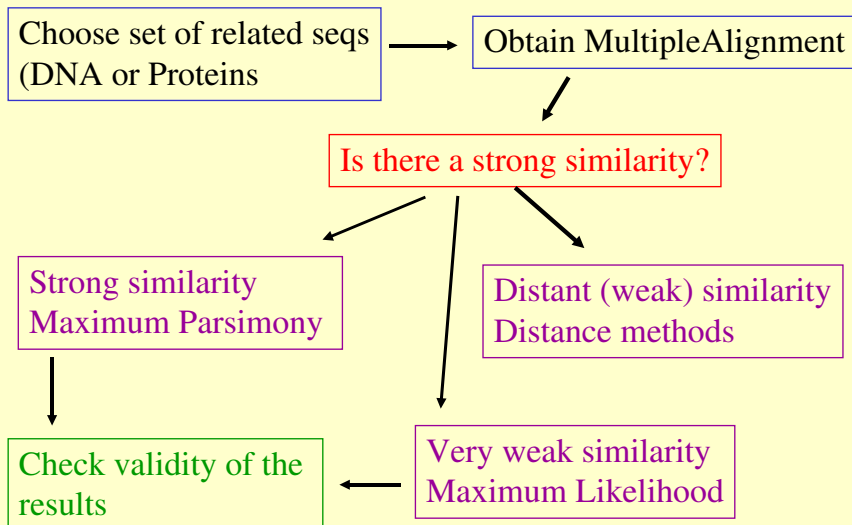 Choose set of related seqs
(DNA or Proteins
Obtain MultipleAlignment
Is there a strong similarity?
Strong similarity
Maximum Parsimony
Distant (weak) similarity
Distance methods
Very weak similarity
Maximum Likelihood
Check validity of the
results